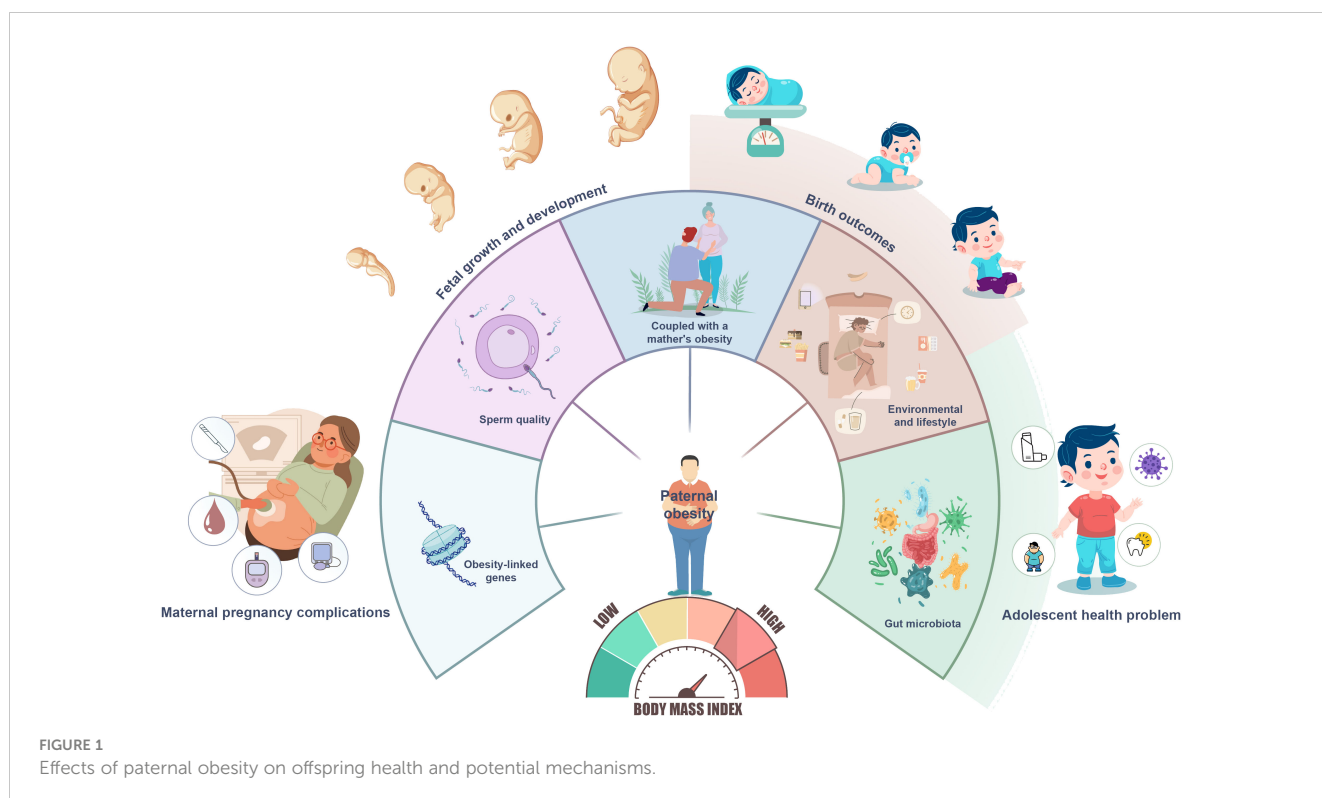 Fetal growth and development
Birth outcomes
Coupled with a
mather's obesity
Sperm quality
Environmental
and lifestyle
Paternal
obesity
Obesity-linked
genes
Gut microbiota
Maternal pregnancy complications
Adolescent health problem
LOW
HIGH
BODY MASS INDEX
FIGURE 1
Effects of paternal obesity on offspring health and potential mechanisms.